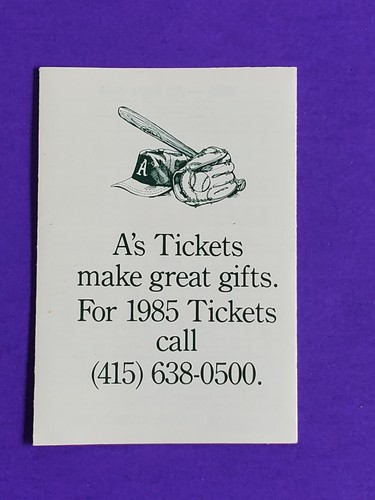 A
A's Tickets
make great gifts.
For 1985 Tickets
call
(415) 638-0500.